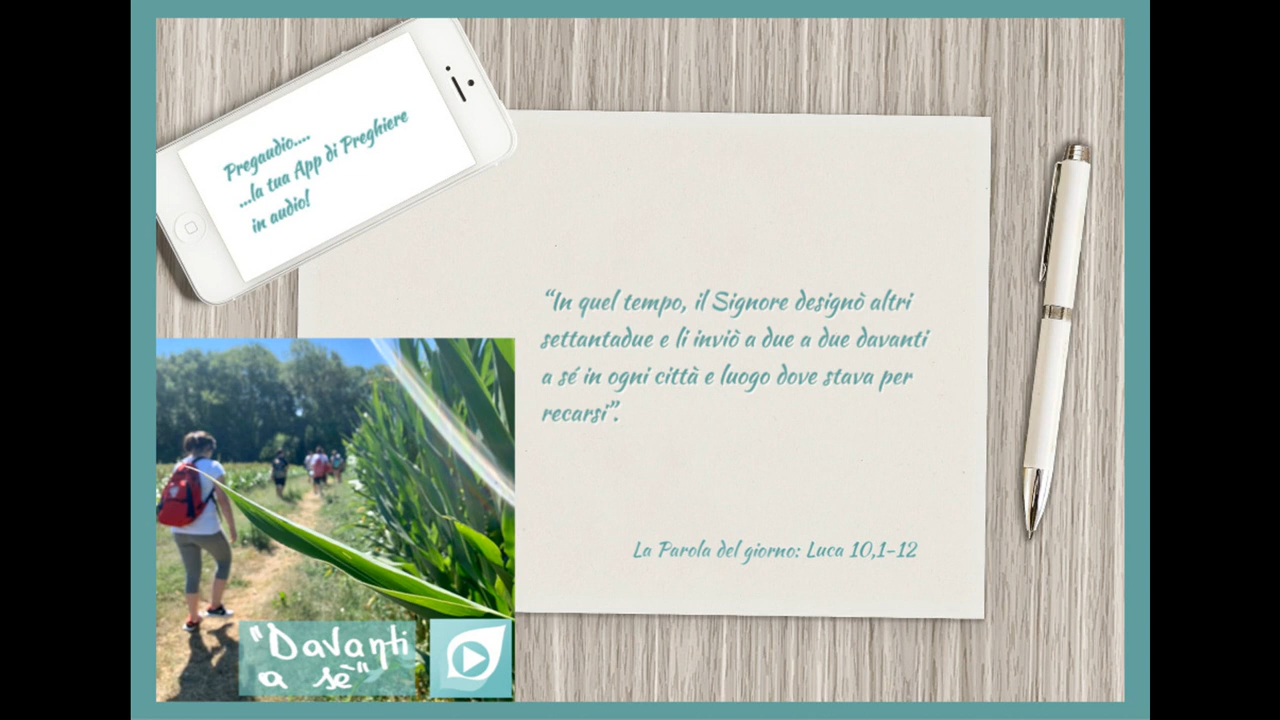 Pregaudio....
...la tua App di Preghiere
in audio!
“In quel tempo, il Signore designò altri
settantadue e li inviò a due a due davanti
a sé in ogni città e luogo dove stava per
recarsi”.
La Parola del giorno: Luca 10,1-12
"Davanti
a sè"